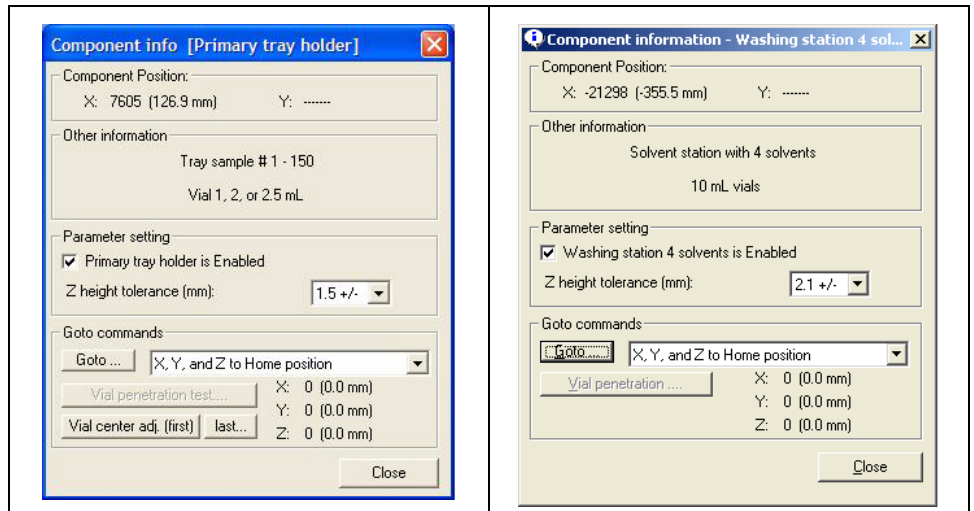 Component info [Primary tray holder]
Component Position:
X: 7605 (126.9 mm) Y: -------
Other information
Tray sample # 1 - 150
Vial 1, 2, or 2.5 mL
Parameter setting
Primary tray holder is Enabled
Z height tolerance (mm): 1.5 +/-
Goto commands
Goto ... X, Y, and Z to Home position
Vial penetration test.... X: 0 (0.0 mm)
Y: 0 (0.0 mm)
Vial center adj. (first) last... Z: 0 (0.0 mm)
Close
Component information - Washing station 4 sol...
Component Position:
X: -21298 (-355.5 mm) Y: -------
Other information
Solvent station with 4 solvents
10 mL vials
Parameter setting
Washing station 4 solvents is Enabled
Z height tolerance (mm): 2.1 +/-
Goto commands
Goto...... X, Y, and Z to Home position
Vial penetration .... X: 0 (0.0 mm)
Y: 0 (0.0 mm)
Z: 0 (0.0 mm)
Close